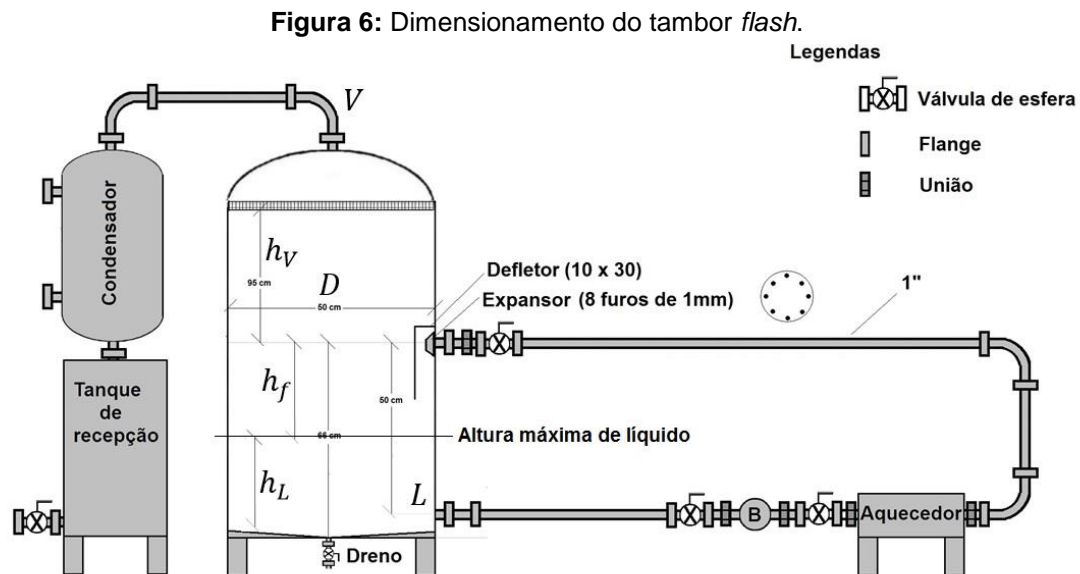 Figura 6: Dimensionamento do tambor flash.
Legendas
Válvula de esfera
Flange
União
V
Condensador
h_V
95 cm
D
50 cm
Defletor (10 x 30)
Expansor (8 furos de 1mm)
1"
h_f
50 cm
Tanque
de
recepção
66 cm
Altura máxima de líquido
h_L
L
B
Aquecedor
Dreno